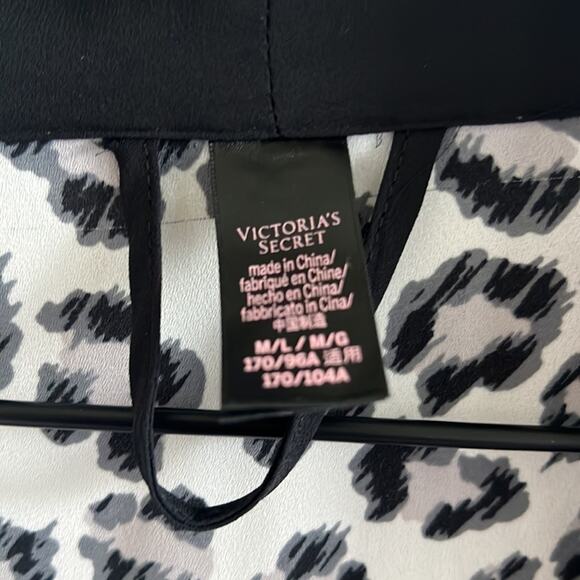 VICTORIA'S
SECRET
made in China/
fabriqué en Chine/
hecho en China/
fabbricato in Cina/
中国制造
M/L / M/G
170/96A 适用
170/104A